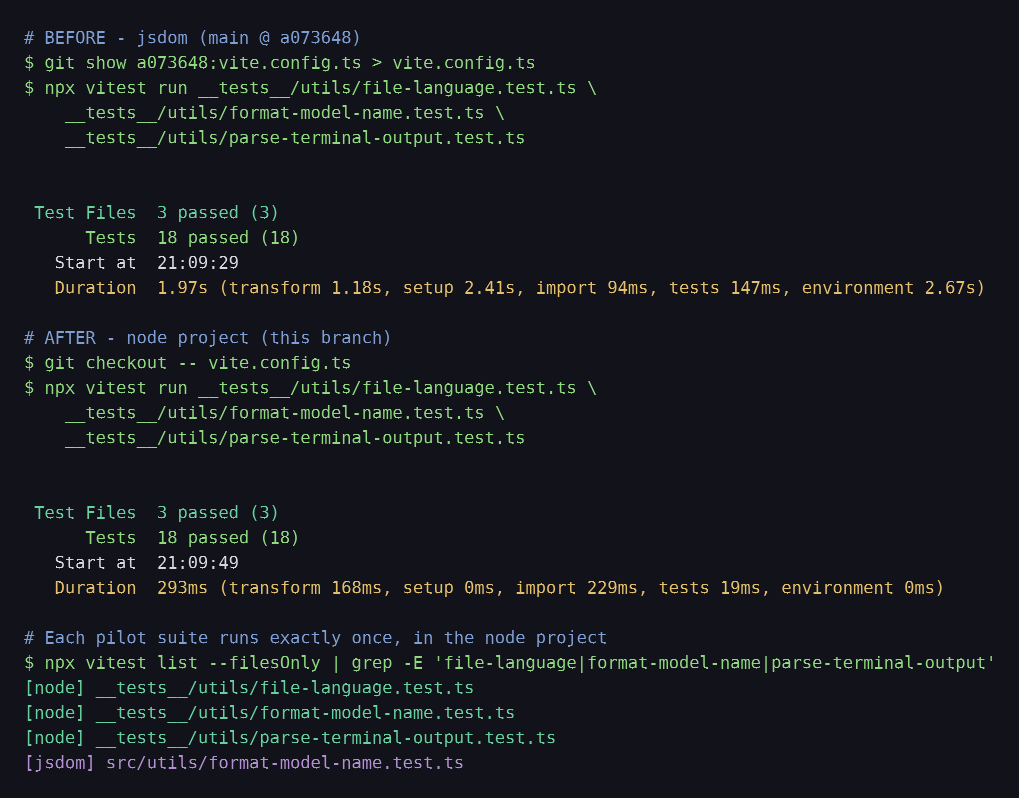 # BEFORE - jsdom (main @ a073648)
$ git show a073648:vite.config.ts > vite.config.ts
$ npx vitest run __tests__/utils/file-language.test.ts \
    __tests__/utils/format-model-name.test.ts \
    __tests__/utils/parse-terminal-output.test.ts
 Test Files  3 passed (3)
      Tests  18 passed (18)
   Start at  21:09:29
   Duration  1.97s (transform 1.18s, setup 2.41s, import 94ms, tests 147ms, environment 2.67s)
# AFTER - node project (this branch)
$ git checkout -- vite.config.ts
$ npx vitest run __tests__/utils/file-language.test.ts \
    __tests__/utils/format-model-name.test.ts \
    __tests__/utils/parse-terminal-output.test.ts
 Test Files  3 passed (3)
      Tests  18 passed (18)
   Start at  21:09:49
   Duration  293ms (transform 168ms, setup 0ms, import 229ms, tests 19ms, environment 0ms)
# Each pilot suite runs exactly once, in the node project
$ npx vitest list --filesOnly | grep -E 'file-language|format-model-name|parse-terminal-output'
[node] __tests__/utils/file-language.test.ts
[node] __tests__/utils/format-model-name.test.ts
[node] __tests__/utils/parse-terminal-output.test.ts
[jsdom] src/utils/format-model-name.test.ts